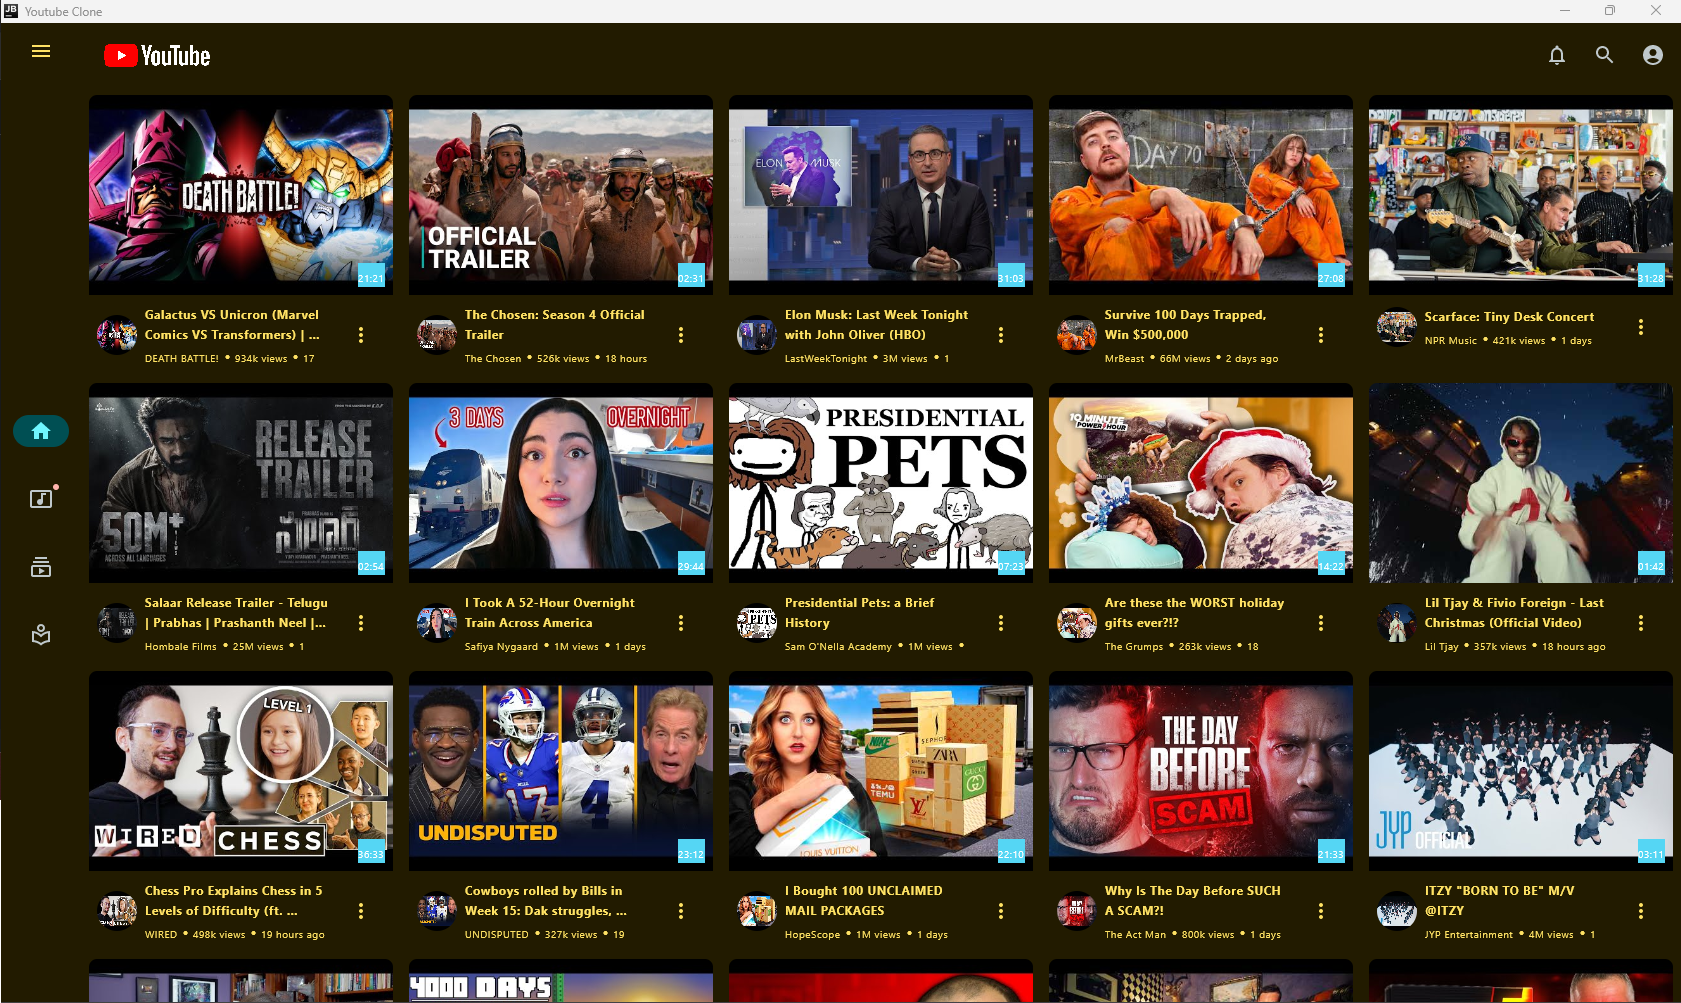 JB Youtube Clone
YouTube
DEATH BATTLE!
21:21
OFFICIAL
TRAILER
02:31
ELON MUSK
31:03
DAY 70
27:08
31:28
Galactus VS Unicron (Marvel
Comics VS Transformers) | ...
DEATH BATTLE! • 934k views • 17
The Chosen: Season 4 Official
Trailer
The Chosen • 526k views • 18 hours
Elon Musk: Last Week Tonight
with John Oliver (HBO)
LastWeekTonight • 3M views • 1
Survive 100 Days Trapped,
Win $500,000
MrBeast • 66M views • 2 days ago
Scarface: Tiny Desk Concert
NPR Music • 421k views • 1 days
RELEASE
TRAILER
50M+
VIEWS
ACROSS ALL LANGUAGES
సలార్
02:54
3 DAYS
OVERNIGHT
29:44
PRESIDENTIAL
PETS
07:23
10 MINUTE
POWER HOUR
14:22
01:42
Salaar Release Trailer - Telugu
| Prabhas | Prashanth Neel |...
Hombale Films • 25M views • 1
I Took A 52-Hour Overnight
Train Across America
Safiya Nygaard • 1M views • 1 days
Presidential Pets: a Brief
History
Sam O'Nella Academy • 1M views •
Are these the WORST holiday
gifts ever?!?
The Grumps • 263k views • 18
Lil Tjay & Fivio Foreign - Last
Christmas (Official Video)
Lil Tjay • 357k views • 18 hours ago
LEVEL 1
WIRED CHESS
36:33
BILLS
17
4
UNDISPUTED
23:12
SEPHORA
NIKE
ZARA
GUCCI
TEMU
LOUIS VUITTON
22:10
THE DAY
BEFORE
SCAM
21:33
JYP OFFICIAL
03:11
Chess Pro Explains Chess in 5
Levels of Difficulty (ft. ...
WIRED • 498k views • 19 hours ago
Cowboys rolled by Bills in
Week 15: Dak struggles, ...
UNDISPUTED • 327k views • 19
I Bought 100 UNCLAIMED
MAIL PACKAGES
HopeScope • 1M views • 1 days
Why Is The Day Before SUCH
A SCAM?!
The Act Man • 800k views • 1 days
ITZY "BORN TO BE" M/V
@ITZY
JYP Entertainment • 4M views • 1
4000 DAYS